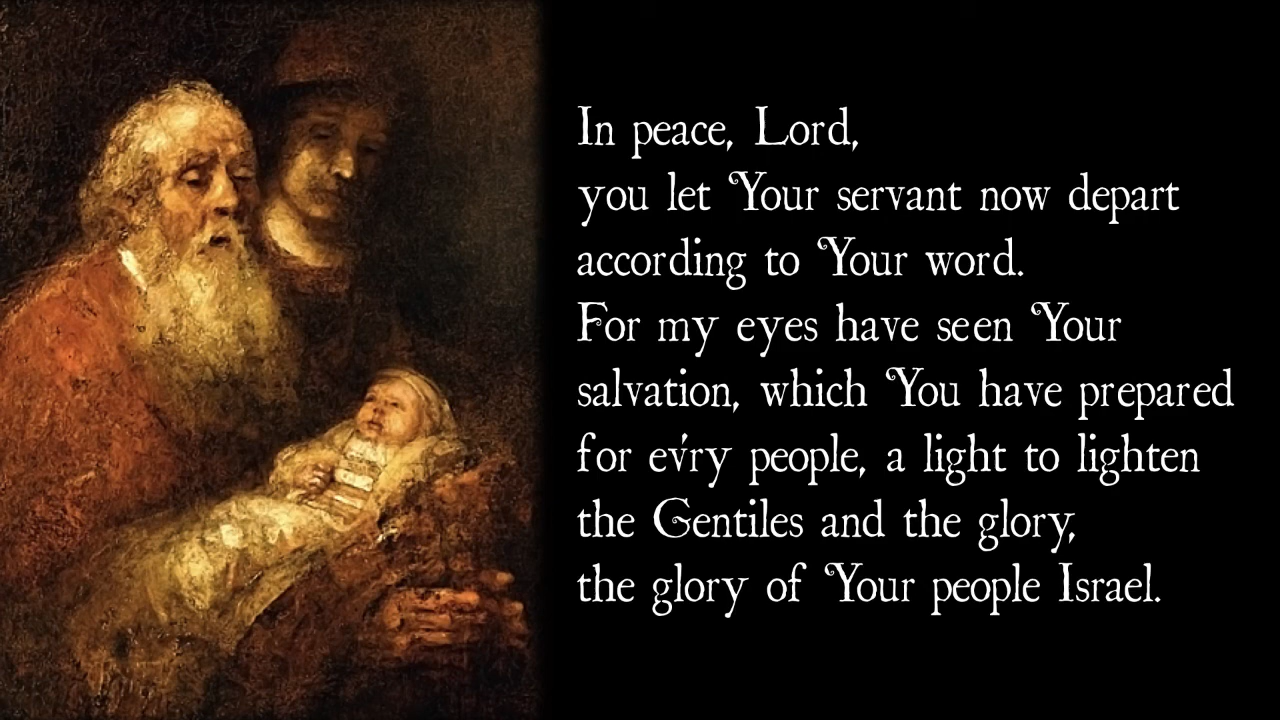 In peace, Lord,
you let Your servant now depart
according to Your word.
For my eyes have seen Your
salvation, which You have prepared
for ev'ry people, a light to lighten
the Gentiles and the glory,
the glory of Your people Israel.